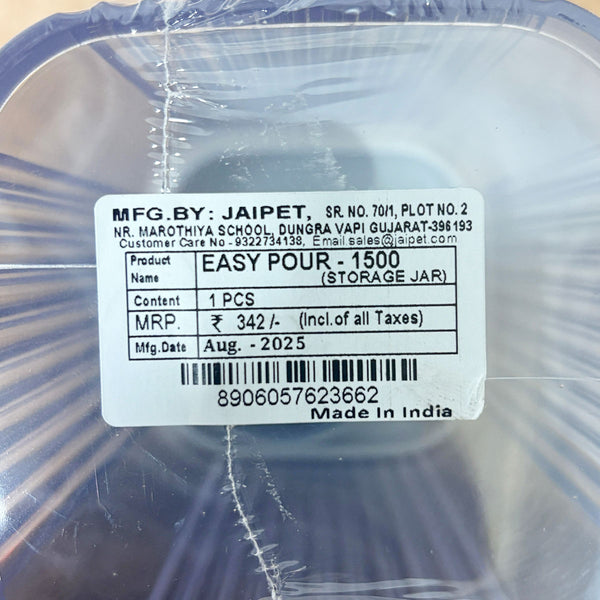 MFG.BY: JAIPET, SR. NO. 70/1, PLOT NO. 2
NR. MAROTHIYA SCHOOL, DUNGRA VAPI GUJARAT-396193
Customer Care No - 9322734138, Email.sales@jaipet.com
Product Name EASY POUR - 1500 (STORAGE JAR)
Content 1 PCS
MRP. ₹ 342/- (Incl.of all Taxes)
Mfg.Date Aug. - 2025
8906057623662
Made In India